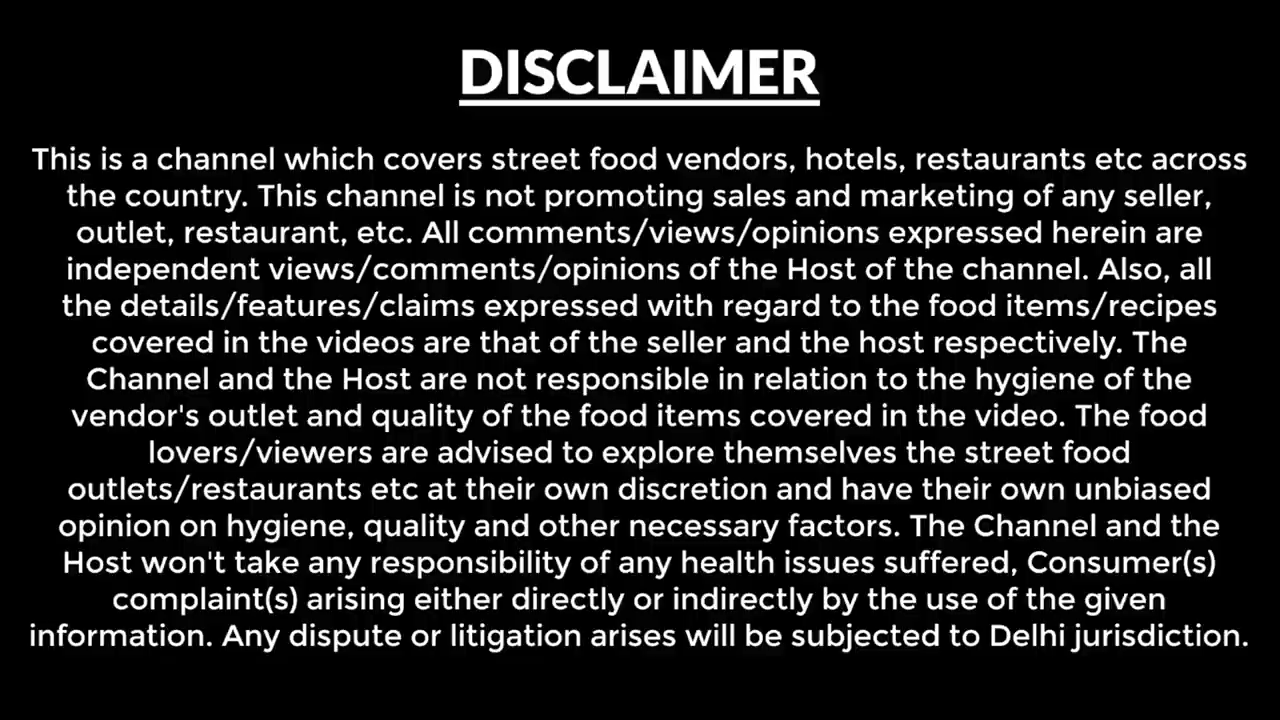 DISCLAIMER
This is a channel which covers street food vendors, hotels, restaurants etc across
the country. This channel is not promoting sales and marketing of any seller,
outlet, restaurant, etc. All comments/views/opinions expressed herein are
independent views/comments/opinions of the Host of the channel. Also, all
the details/features/claims expressed with regard to the food items/recipes
covered in the videos are that of the seller and the host respectively. The
Channel and the Host are not responsible in relation to the hygiene of the
vendor's outlet and quality of the food items covered in the video. The food
lovers/viewers are advised to explore themselves the street food
outlets/restaurants etc at their own discretion and have their own unbiased
opinion on hygiene, quality and other necessary factors. The Channel and the
Host won't take any responsibility of any health issues suffered, Consumer(s)
complaint(s) arising either directly or indirectly by the use of the given
information. Any dispute or litigation arises will be subjected to Delhi jurisdiction.